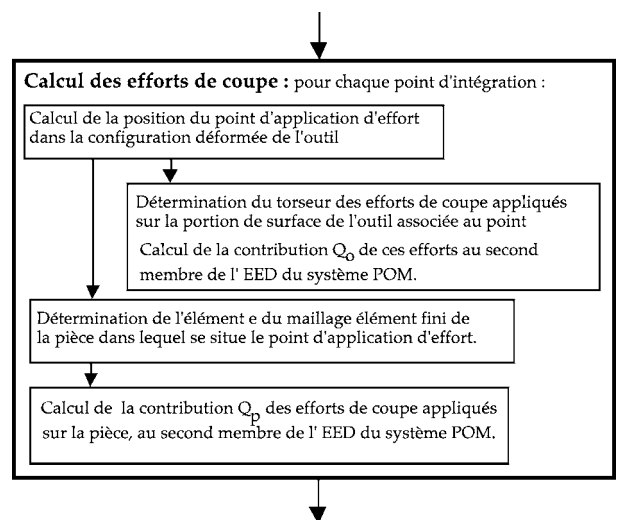 Calcul des efforts de coupe : pour chaque point d'intégration :
Calcul de la position du point d'application d'effort
dans la configuration déformée de l'outil
Détermination du torseur des efforts de coupe appliqués
sur la portion de surface de l'outil associée au point
Calcul de la contribution Qo de ces efforts au second
membre de l' EED du système POM.
Détermination de l'élément e du maillage élément fini de
la pièce dans lequel se situe le point d'application d'effort.
Calcul de la contribution Qp des efforts de coupe appliqués
sur la pièce, au second membre de l' EED du système POM.